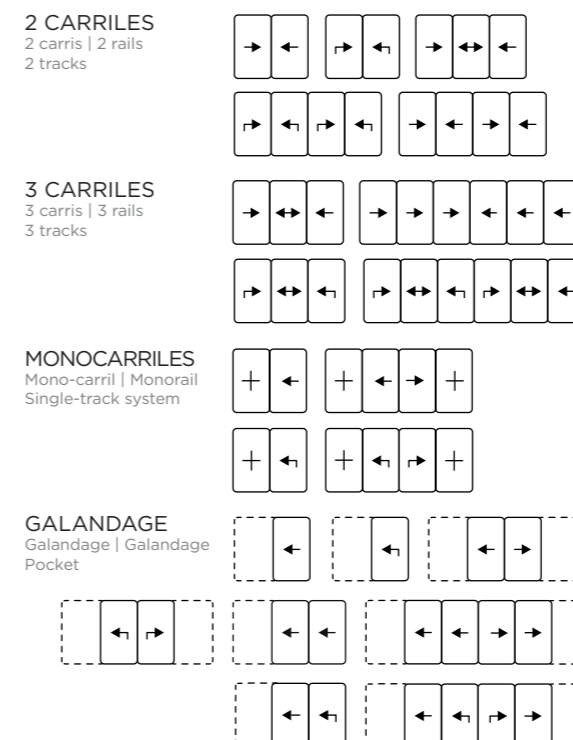 2 CARRILES
2 carris | 2 rails
2 tracks
3 CARRILES
3 carris | 3 rails
3 tracks
MONOCARRILES
Mono-carril | Monorail
Single-track system
GALANDAGE
Galandage | Galandage
Pocket